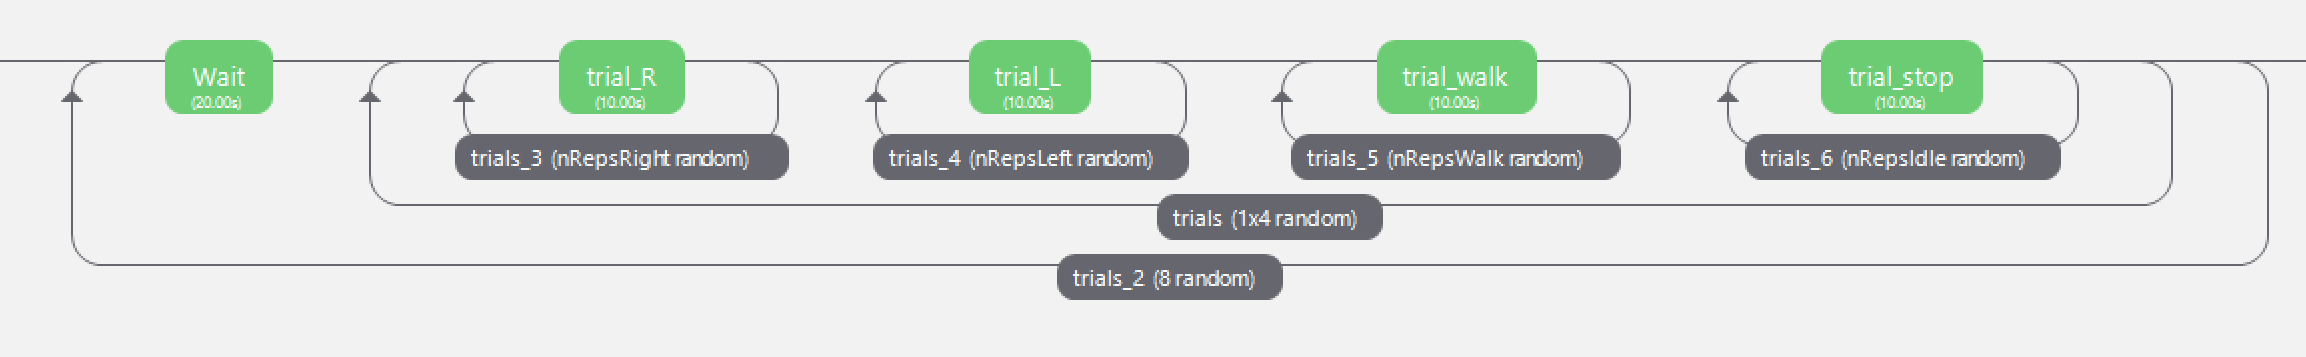 Wait
(20.00s)
trial_R
(10.00s)
trial_L
(10.00s)
trial_walk
(10.00s)
trial_stop
(10.00s)
trials_3 (nRepsRight random)
trials_4 (nRepsLeft random)
trials_5 (nRepsWalk random)
trials_6 (nRepsIdle random)
trials (1x4 random)
trials_2 (8 random)